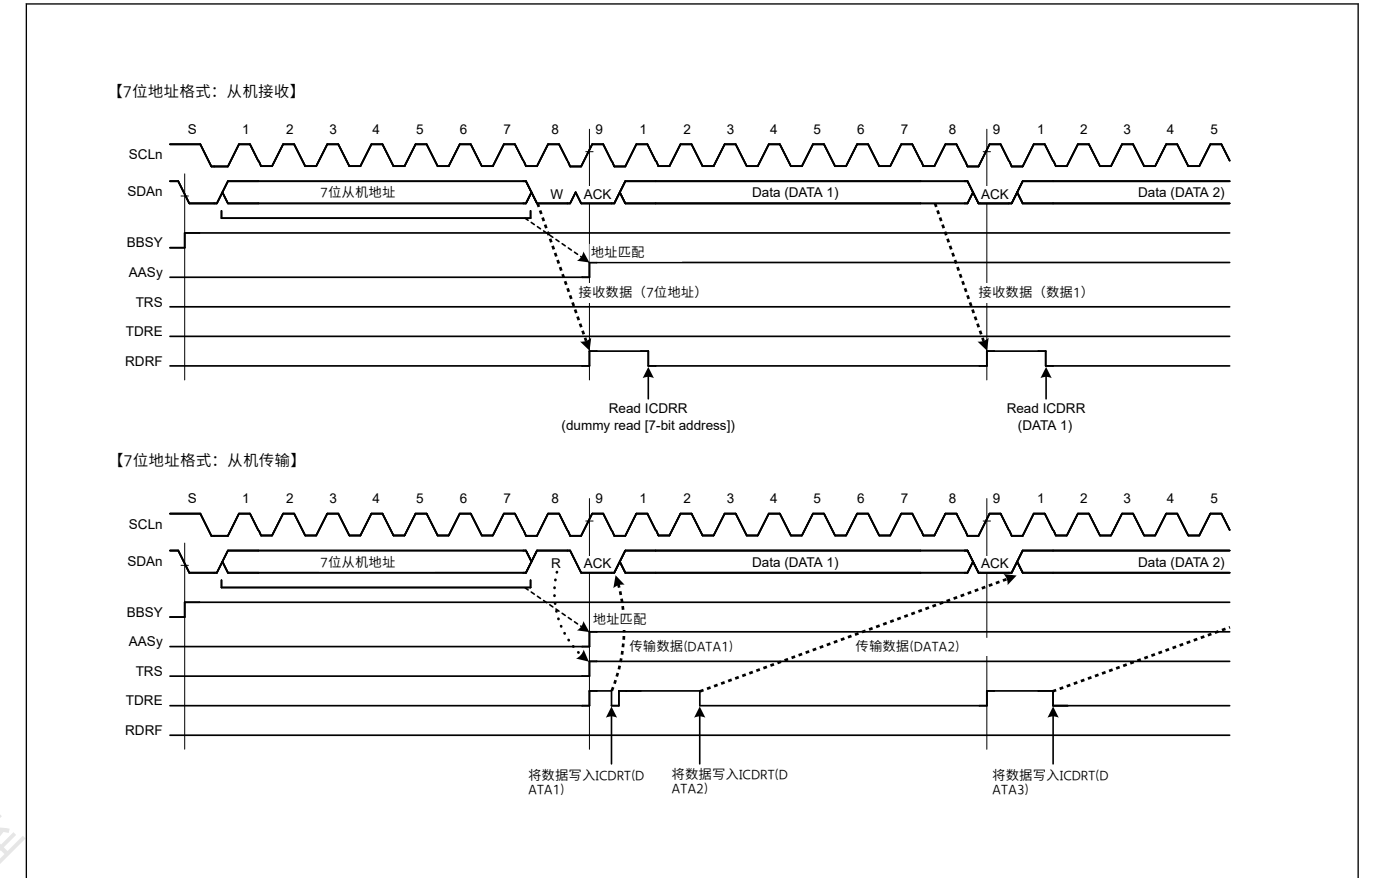 【7位地址格式：从机接收】
S 1 2 3 4 5 6 7 8 9 1 2 3 4 5 6 7 8 9 1 2 3 4 5
SCLn
SDAn 7位从机地址 W ACK Data (DATA 1) ACK Data (DATA 2)
BBSY
地址匹配
AASy
接收数据（7位地址） 接收数据（数据1）
TRS
TDRE
RDRF
Read ICDRR Read ICDRR
(dummy read [7-bit address]) (DATA 1)
【7位地址格式：从机传输】
S 1 2 3 4 5 6 7 8 9 1 2 3 4 5 6 7 8 9 1 2 3 4 5
SCLn
SDAn 7位从机地址 R ACK Data (DATA 1) ACK Data (DATA 2)
BBSY
地址匹配
AASy
传输数据(DATA1) 传输数据(DATA2)
TRS
TDRE
RDRF
将数据写入ICDRT(D 将数据写入ICDRT(D 将数据写入ICDRT(D
ATA1) ATA2) ATA3)